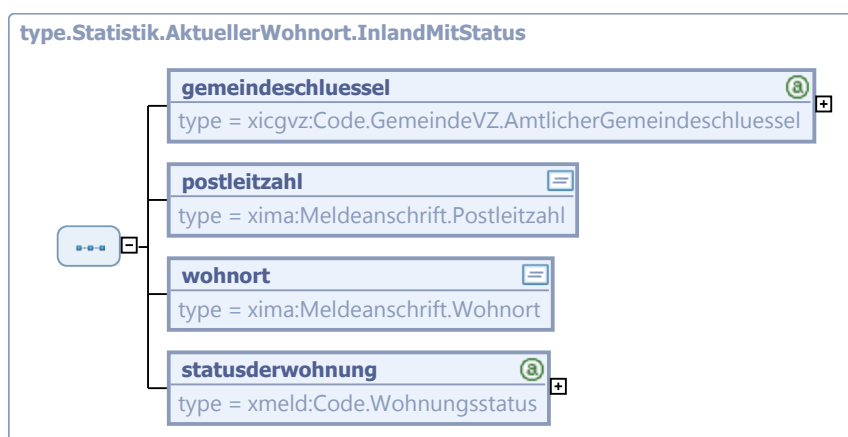 type.Statistik.AktuellerWohnort.InlandMitStatus
gemeindeschluessel
type = xicgvz:Code.GemeindeVZ.AmtlicherGemeindeschluessel
postleitzahl
type = xima:Meldeanschrift.Postleitzahl
wohnort
type = xima:Meldeanschrift.Wohnort
statusderwohnung
type = xmeld:Code.Wohnungsstatus